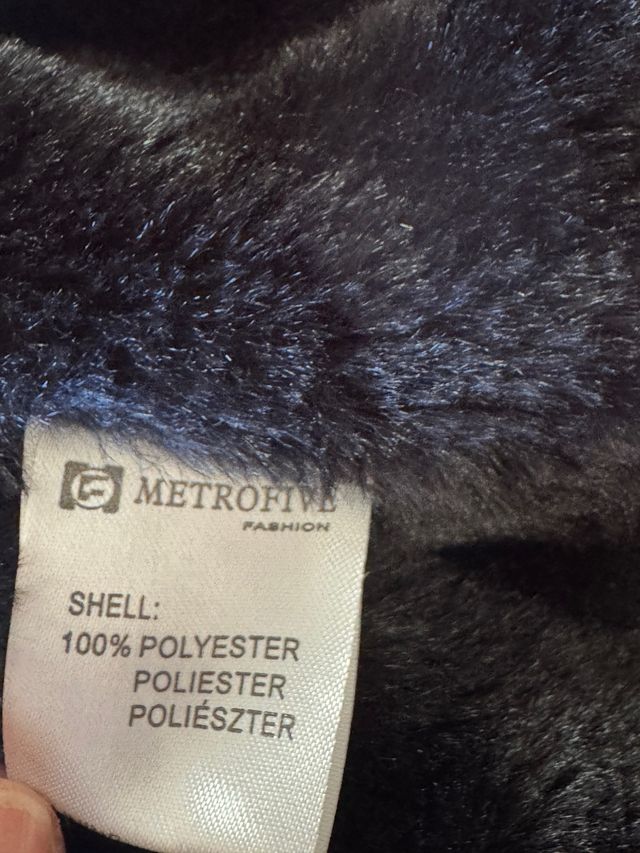 METROFIVE
FASHION
SHELL:
100% POLYESTER
POLIESTER
POLIÉSZTER